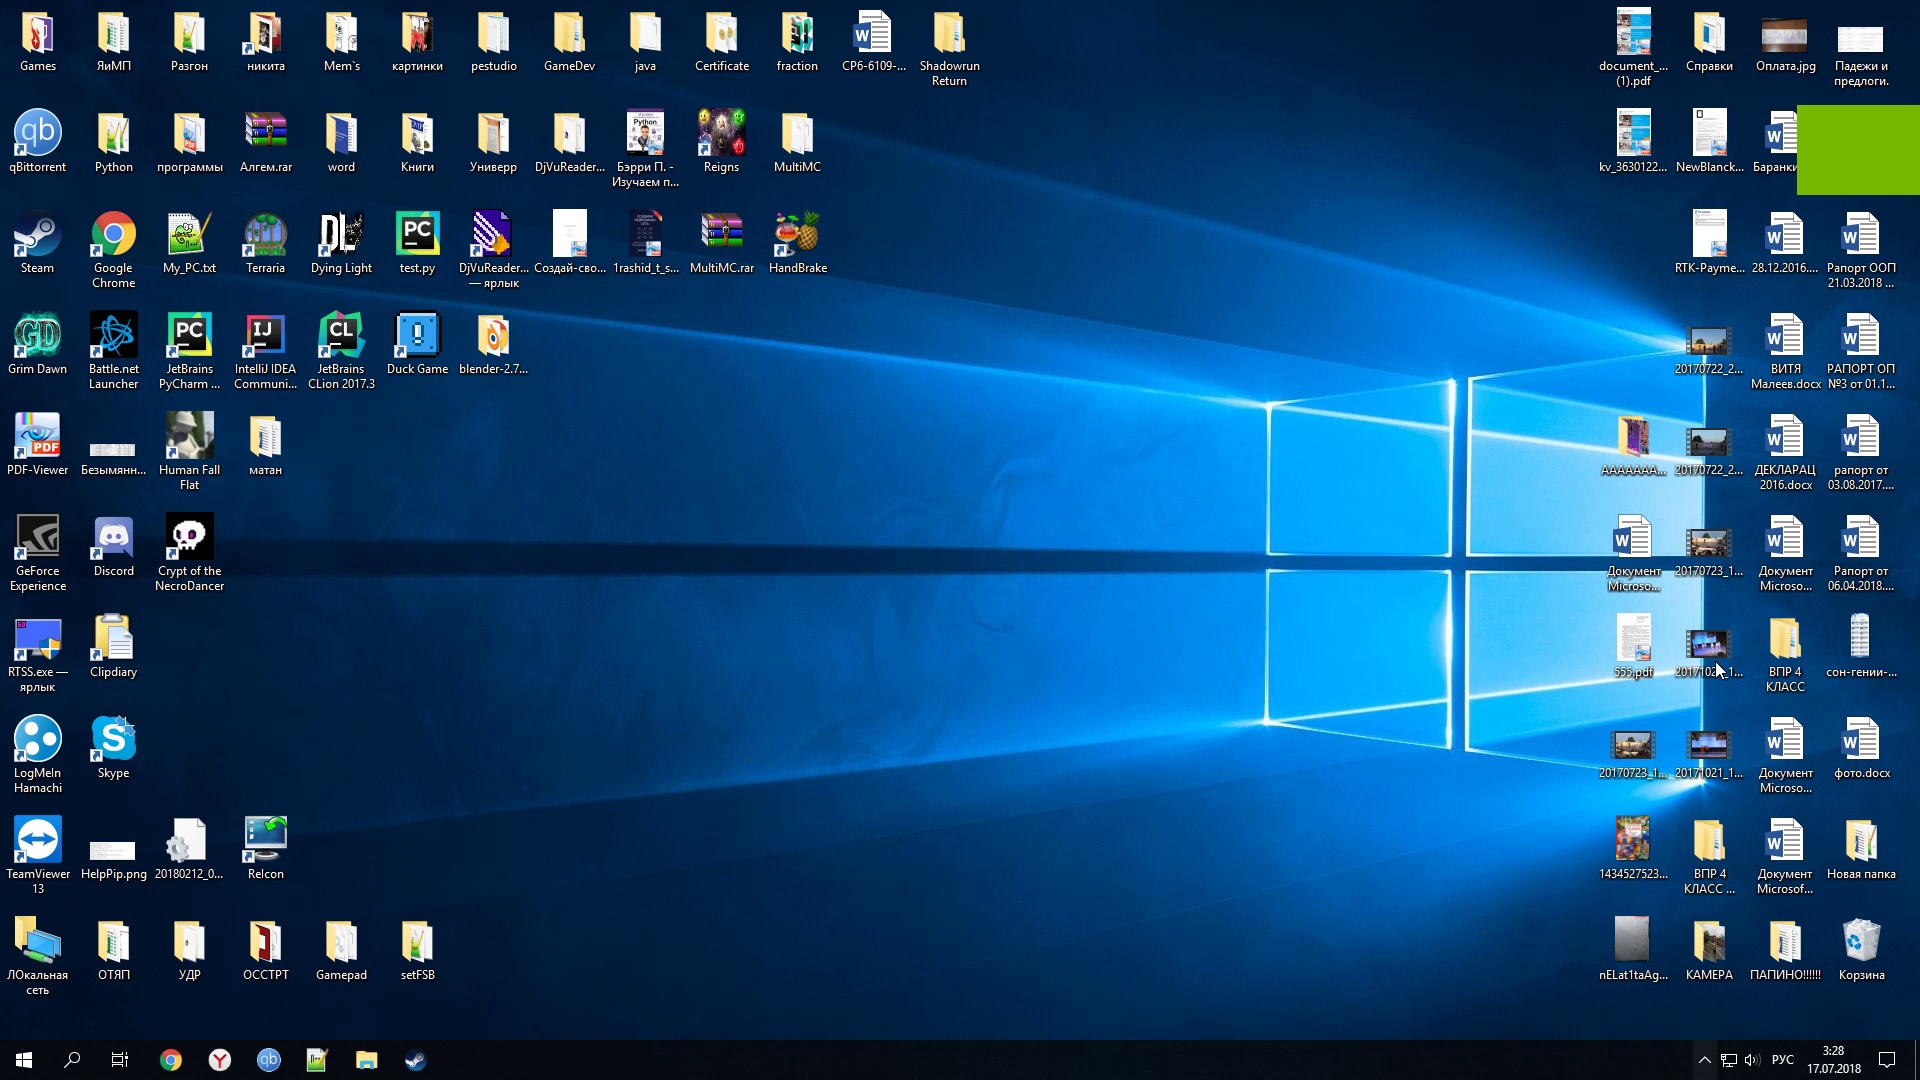 Games
ЯиМП
Разгон
никита
Mem`s
картинки
pestudio
GameDev
java
Certificate
fraction
СР6-6109-...
Shadowrun
Return
document_...
(1).pdf
Справки
Оплата.jpg
Падежи и
предлоги.
qBittorrent
Python
программы
Алгем.rar
word
Книги
Универр
DjVuReader...
Бэрри П. -
Изучаем п...
Reigns
MultiMC
kv_3630122...
NewBlanck...
Баранки
Steam
Google
Chrome
My_PC.txt
Terraria
Dying Light
test.py
DjVuReader...
— ярлык
Создай-сво...
1rashid_t_s...
MultiMC.rar
HandBrake
RTK-Payme...
28.12.2016....
Рапорт ООП
21.03.2018 ...
Grim Dawn
Battle.net
Launcher
JetBrains
PyCharm ...
IntelliJ IDEA
Communi...
JetBrains
CLion 2017.3
Duck Game
blender-2.7...
20170722_2...
ВИТЯ
Малеев.docx
РАПОРТ ОП
№3 от 01.1...
PDF-Viewer
Безымянн...
Human Fall
Flat
матан
ААААААА...
20170722_2...
ДЕКЛАРАЦ
2016.docx
рапорт от
03.08.2017....
GeForce
Experience
Discord
Crypt of the
NecroDancer
Документ
Microso...
20170723_1...
Документ
Microso...
Рапорт от
06.04.2018....
RTSS.exe —
ярлык
Clipdiary
555.pdf
2017102_1...
ВПР 4
КЛАСС
сон-гении-...
LogMeIn
Hamachi
Skype
20170723_1...
20171021_1...
Документ
Microso...
фото.docx
TeamViewer
13
HelpPip.png
20180212_0...
ReIcon
1434527523...
ВПР 4
КЛАСС ...
Документ
Microsof...
Новая папка
ЛОкальная
сеть
ОТЯП
УДР
ОССТРТ
Gamepad
setFSB
nELat1taAg...
КАМЕРА
ПАПИНО!!!!!!
Корзина
РУС
3:28
17.07.2018